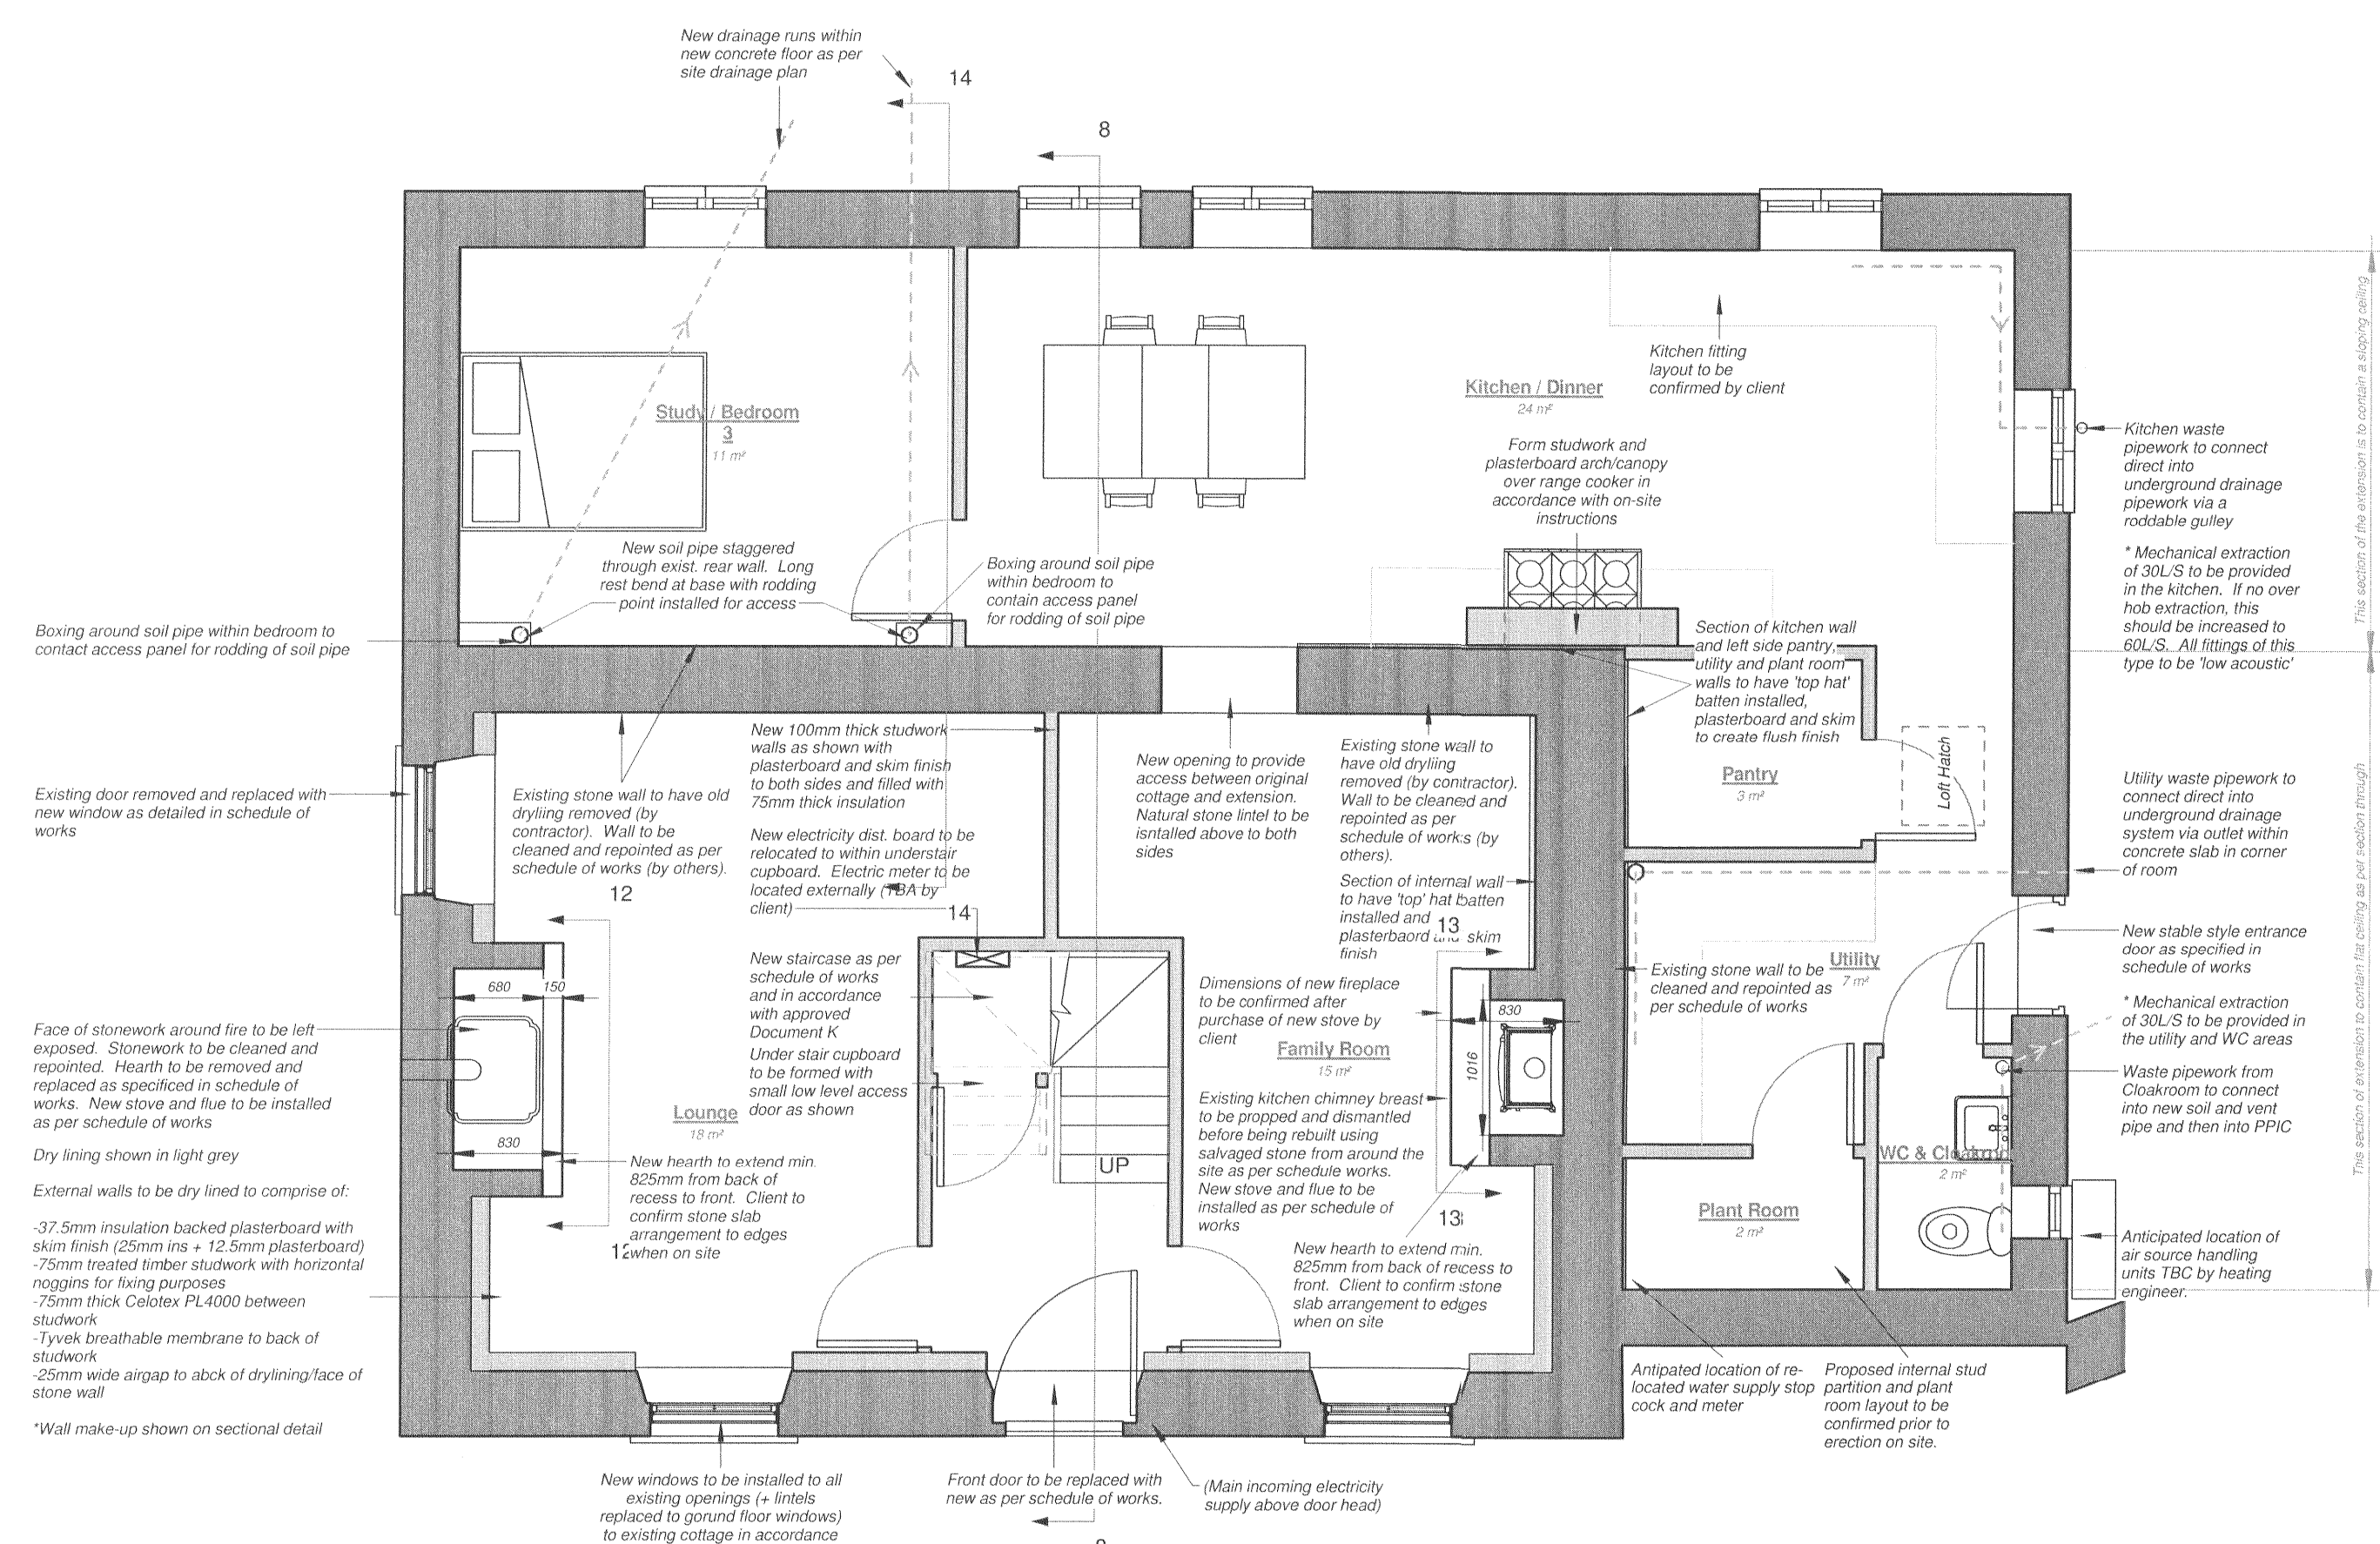 New drainage runs within
new concrete floor as per
site drainage plan
14
8
Study / Bedroom
3
11 m²
Kitchen / Dinner
24 m²
Kitchen fitting
layout to be
confirmed by client
Form studwork and
plasterboard arch/canopy
over range cooker in
accordance with on-site
instructions
This section of the extension is to contain a sloping ceiling
Kitchen waste
pipework to connect
direct into
underground drainage
pipework via a
roddable gulley
* Mechanical extraction
of 30L/S to be provided
in the kitchen. If no over
hob extraction, this
should be increased to
60L/S. All fittings of this
type to be 'low acoustic'
New soil pipe staggered
through exist. rear wall. Long
rest bend at base with rodding
point installed for access
Boxing around soil pipe
within bedroom to
contain access panel
for rodding of soil pipe
Boxing around soil pipe within bedroom to
contact access panel for rodding of soil pipe
Section of kitchen wall
and left side pantry,
utility and plant room
walls to have 'top hat'
batten installed,
plasterboard and skim
to create flush finish
Existing door removed and replaced with
new window as detailed in schedule of
works
Existing stone wall to have old
dryliing removed (by
contractor). Wall to be
cleaned and repointed as per
schedule of works (by others).
12
New 100mm thick studwork
walls as shown with
plasterboard and skim finish
to both sides and filled with
75mm thick insulation
New electricity dist. board to be
relocated to within understair
cupboard. Electric meter to be
located externally (TBA by
client)
14
New opening to provide
access between original
cottage and extension.
Natural stone lintel to be
isntalled above to both
sides
Existing stone wall to
have old dryliing
removed (by contractor).
Wall to be cleaned and
repointed as per
schedule of works (by
others).
Section of internal wall
to have 'top' hat batten
installed and
plasterbaord and skim
finish
13
Pantry
3 m²
Loft Hatch
Utility waste pipework to
connect direct into
underground drainage
system via outlet within
concrete slab in corner
of room
This section of extension to contain flat ceiling as per section through
New stable style entrance
door as specified in
schedule of works
* Mechanical extraction
of 30L/S to be provided in
the utility and WC areas
Waste pipework from
Cloakroom to connect
into new soil and vent
pipe and then into PPIC
Utility
7 m²
Existing stone wall to be
cleaned and repointed as
per schedule of works
New staircase as per
schedule of works
and in accordance
with approved
Document K
Under stair cupboard
to be formed with
small low level access
door as shown
680
150
830
Face of stonework around fire to be left
exposed. Stonework to be cleaned and
repointed. Hearth to be removed and
replaced as specificed in schedule of
works. New stove and flue to be installed
as per schedule of works
Dry lining shown in light grey
External walls to be dry lined to comprise of:
-37.5mm insulation backed plasterboard with
skim finish (25mm ins + 12.5mm plasterboard)
-75mm treated timber studwork with horizontal
noggins for fixing purposes
-75mm thick Celotex PL4000 between
studwork
-Tyvek breathable membrane to back of
studwork
-25mm wide airgap to abck of drylining/face of
stone wall
*Wall make-up shown on sectional detail
Lounge
18 m²
New hearth to extend min.
825mm from back of
recess to front. Client to
confirm stone slab
arrangement to edges
when on site
12
UP
Dimensions of new fireplace
to be confirmed after
purchase of new stove by
client
Family Room
15 m²
830
1016
Existing kitchen chimney breast
to be propped and dismantled
before being rebuilt using
salvaged stone from around the
site as per schedule works.
New stove and flue to be
installed as per schedule of
works
13
New hearth to extend min.
825mm from back of recess to
front. Client to confirm stone
slab arrangement to edges
when on site
WC & Cloakroom
2 m²
Plant Room
2 m²
Anticipated location of
air source handling
units TBC by heating
engineer.
Antipated location of re-
located water supply stop
cock and meter
Proposed internal stud
partition and plant
room layout to be
confirmed prior to
erection on site.
New windows to be installed to all
existing openings (+ lintels
replaced to gorund floor windows)
to existing cottage in accordance
Front door to be replaced with
new as per schedule of works.
(Main incoming electricity
supply above door head)